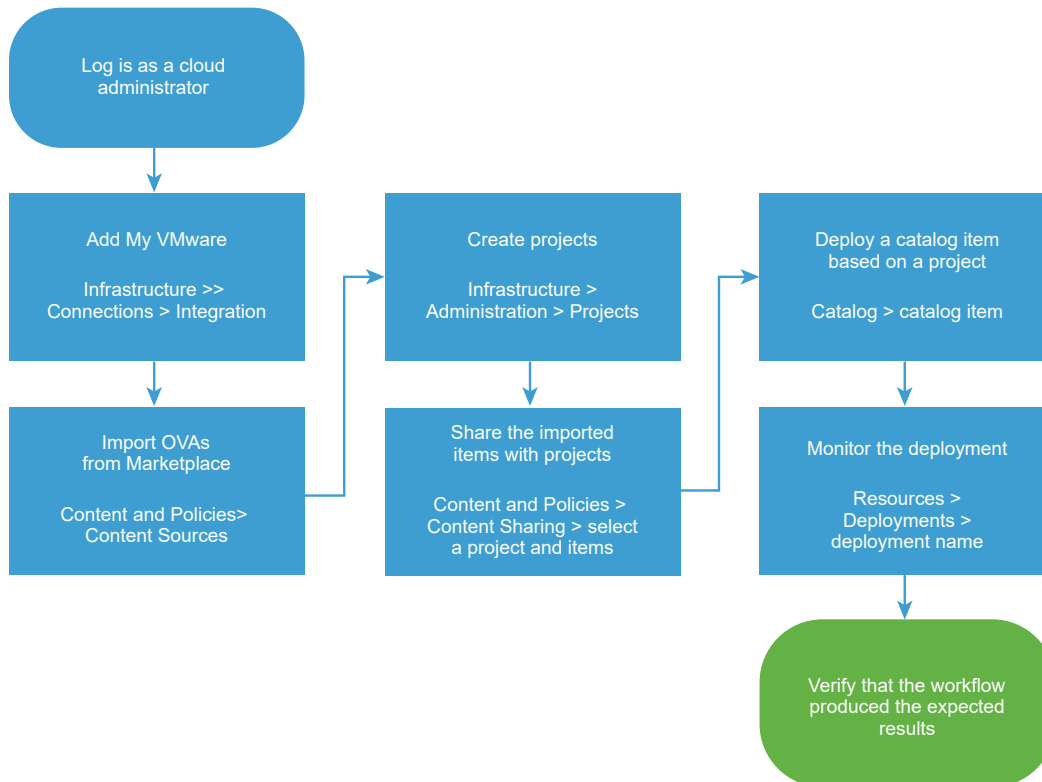 Log is as a cloud
administrator
Add My VMware
Infrastructure >>
Connections > Integration
Import OVAs
from Marketplace
Content and Policies>
Content Sources
Create projects
Infrastructure >
Administration > Projects
Share the imported
items with projects
Content and Policies >
Content Sharing > select
a project and items
Deploy a catalog item
based on a project
Catalog > catalog item
Monitor the deployment
Resources >
Deployments >
deployment name
Verify that the workflow
produced the expected
results